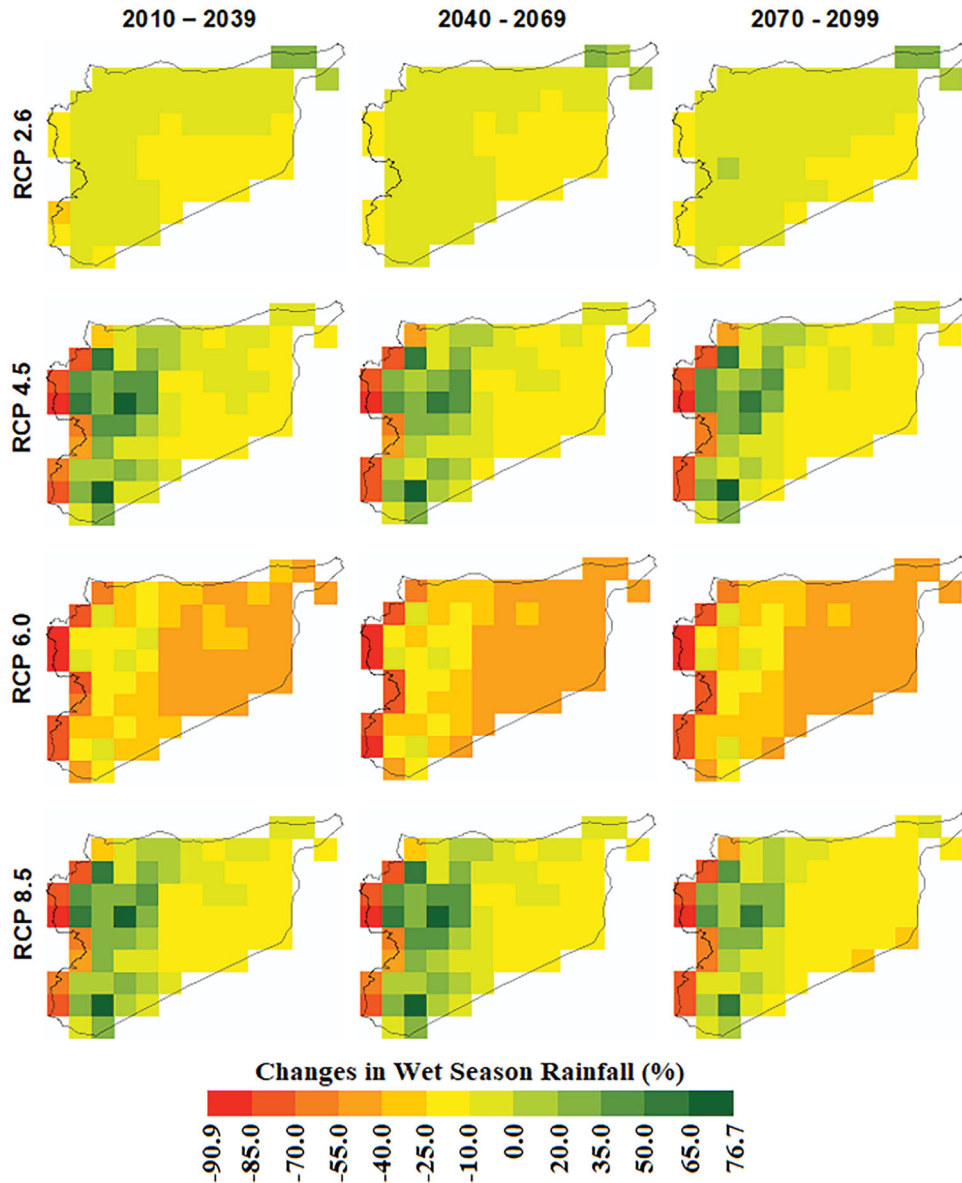 2010 – 2039 2040 - 2069 2070 - 2099
RCP 2.6
RCP 4.5
RCP 6.0
RCP 8.5
Changes in Wet Season Rainfall (%)
-90.9 -85.0 -70.0 -55.0 -40.0 -25.0 -10.0 0.0 20.0 35.0 50.0 65.0 76.7